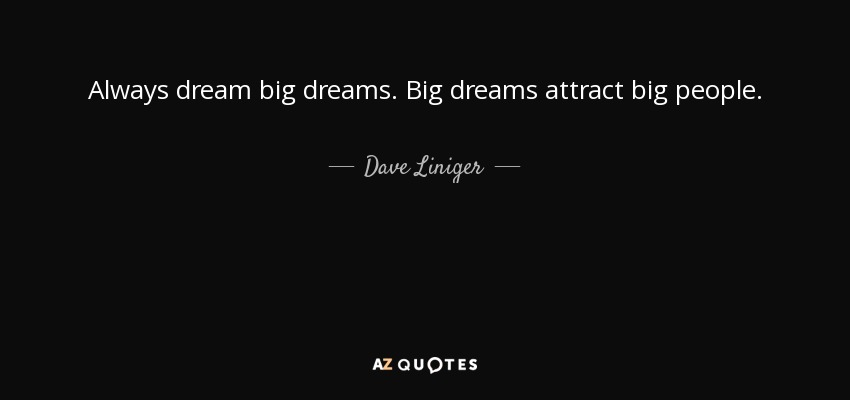 Always dream big dreams. Big dreams attract big people.
— Dave Liniger —
AZ QUOTES